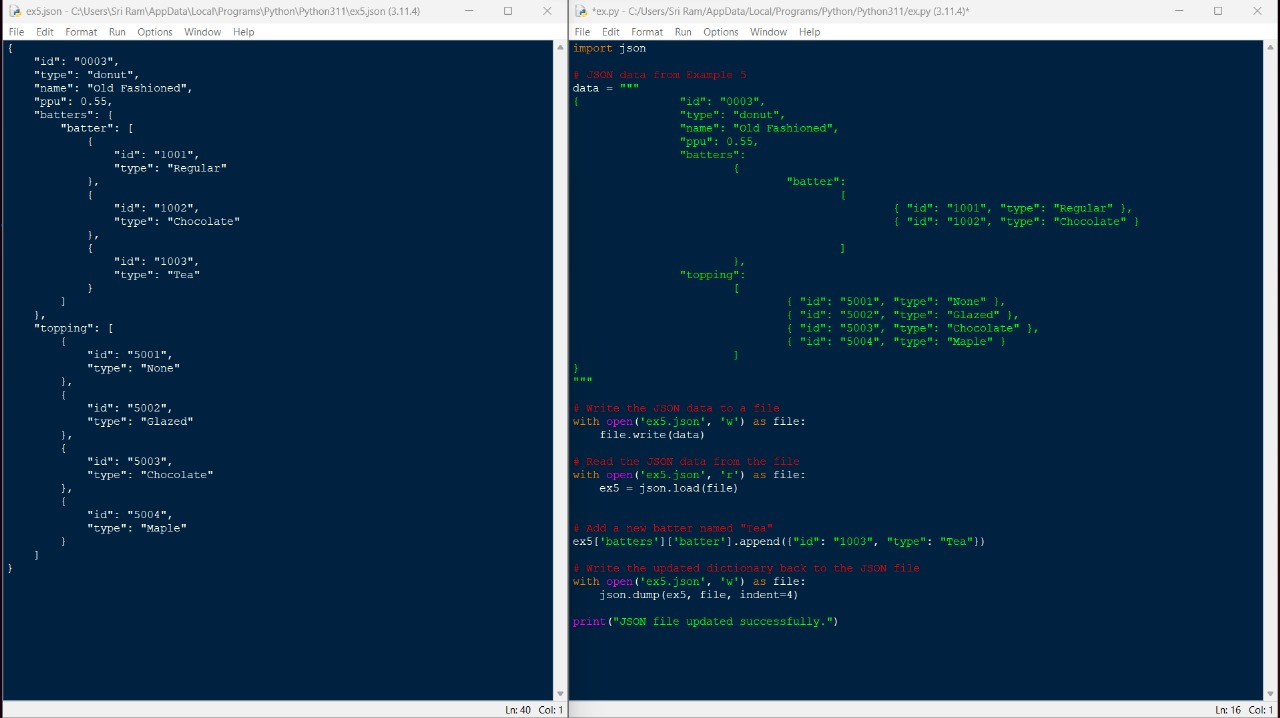 ex5.json - C:\Users\Sri Ram\AppData\Local\Programs\Python\Python311\ex5.json (3.11.4)
File Edit Format Run Options Window Help
{
    "id": "0003",
    "type": "donut",
    "name": "Old Fashioned",
    "ppu": 0.55,
    "batters": {
        "batter": [
            {
                "id": "1001",
                "type": "Regular"
            },
            {
                "id": "1002",
                "type": "Chocolate"
            },
            {
                "id": "1003",
                "type": "Tea"
            }
        ]
    },
    "topping": [
        {
            "id": "5001",
            "type": "None"
        },
        {
            "id": "5002",
            "type": "Glazed"
        },
        {
            "id": "5003",
            "type": "Chocolate"
        },
        {
            "id": "5004",
            "type": "Maple"
        }
    ]
}
Ln: 40 Col: 1
*ex.py - C:/Users/Sri Ram/AppData/Local/Programs/Python/Python311/ex.py (3.11.4)*
File Edit Format Run Options Window Help
import json
# JSON data from Example 5
data = """
{               "id": "0003",
                "type": "donut",
                "name": "Old Fashioned",
                "ppu": 0.55,
                "batters":
                        {
                                "batter":
                                        [
                                                { "id": "1001", "type": "Regular" },
                                                { "id": "1002", "type": "Chocolate" }
                                        ]
                        },
                "topping":
                        [
                                { "id": "5001", "type": "None" },
                                { "id": "5002", "type": "Glazed" },
                                { "id": "5003", "type": "Chocolate" },
                                { "id": "5004", "type": "Maple" }
                        ]
}
"""
# Write the JSON data to a file
with open('ex5.json', 'w') as file:
    file.write(data)
# Read the JSON data from the file
with open('ex5.json', 'r') as file:
    ex5 = json.load(file)
# Add a new batter named "Tea"
ex5['batters']['batter'].append({"id": "1003", "type": "Tea"})
# Write the updated dictionary back to the JSON file
with open('ex5.json', 'w') as file:
    json.dump(ex5, file, indent=4)
print("JSON file updated successfully.")
Ln: 16 Col: 1